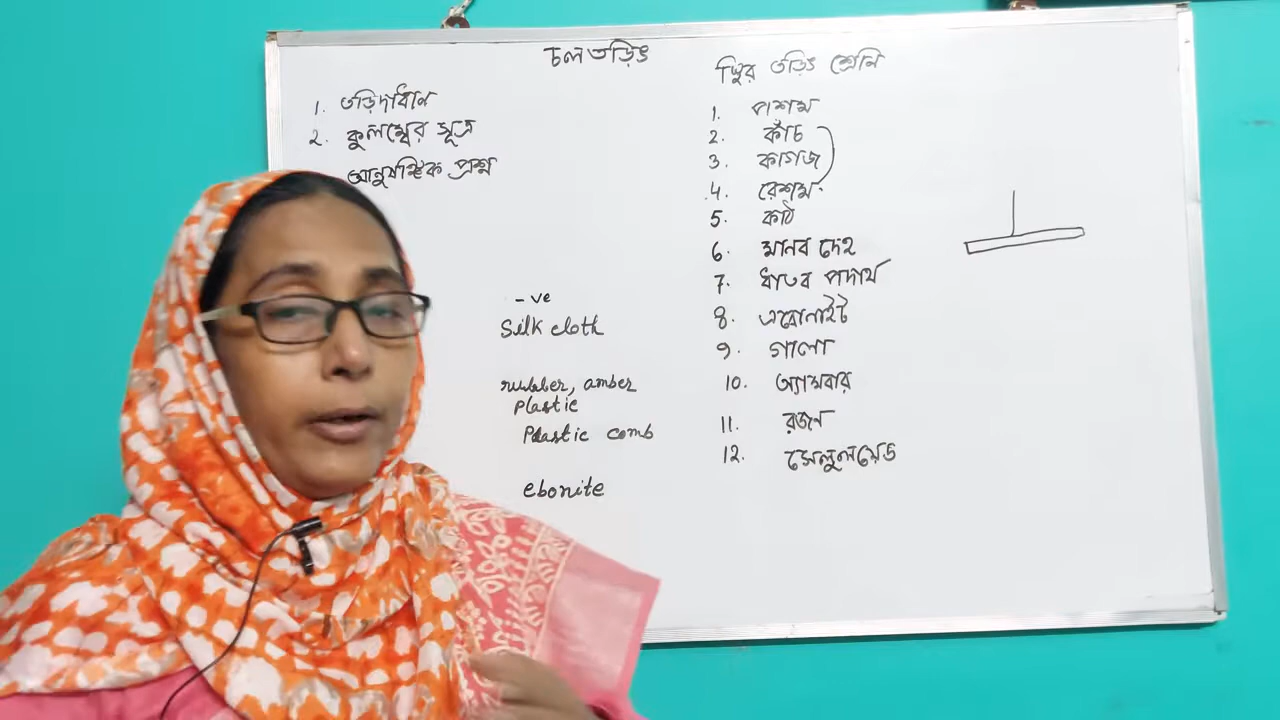 চলতড়িৎ
1. তড়িদাধান
2. কুলম্বের সূত্র
আনুষঙ্গিক প্রশ্ন
-ve
Silk cloth
rubber, amber
plastic
Plastic comb
ebonite
স্থির তড়িৎ শ্রেনি
1. পশম
2. কাঁচ
3. কাগজ
4. রেশম
5. কাঠ
6. মানব দেহ
7. ধাতব পদার্থ
8. এবোনাইট
9. গালা
10. অ্যামবার
11. রজন
12. সেলুলয়েড